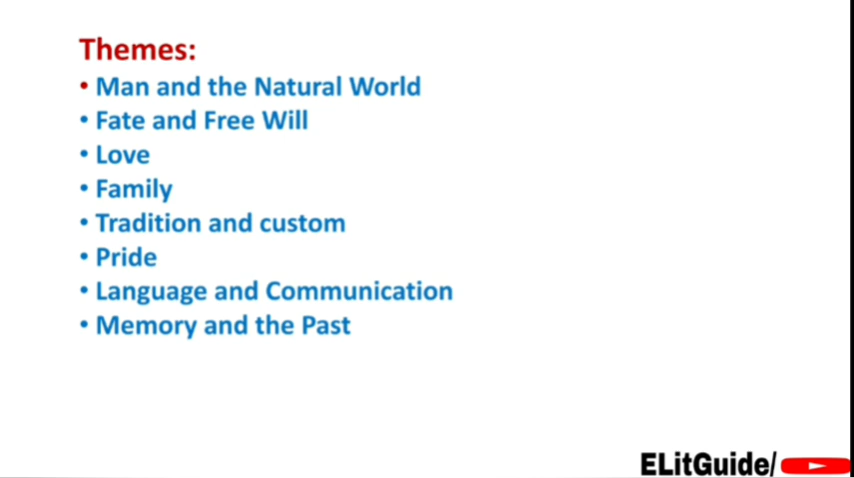 Themes:
• Man and the Natural World
• Fate and Free Will
• Love
• Family
• Tradition and custom
• Pride
• Language and Communication
• Memory and the Past
ELitGuide/